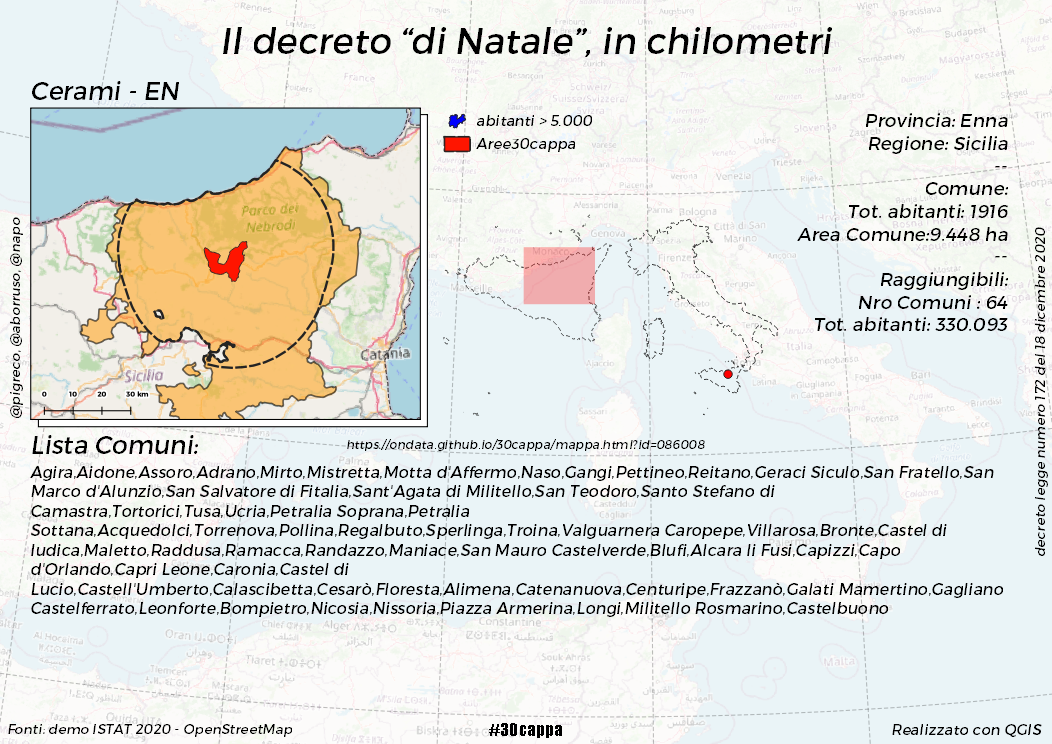 Il decreto “di Natale”, in chilometri
Cerami - EN
abitanti > 5.000
Aree30cappa
Provincia: Enna
Regione: Sicilia
--
Comune:
Tot. abitanti: 1916
Area Comune:9.448 ha
--
Raggiungibili:
Nro Comuni : 64
Tot. abitanti: 330.093
Parco dei
Nebrodi
Catania
Sicilia
0 10 20 30 km
@pigreco, @aborruso, @napo
decreto legge numero 172 del 18 dicembre 2020
Lista Comuni:
https://ondata.github.io/30cappa/mappa.html?id=086008
Agira,Aidone,Assoro,Adrano,Mirto,Mistretta,Motta d'Affermo,Naso,Gangi,Pettineo,Reitano,Geraci Siculo,San Fratello,San
Marco d'Alunzio,San Salvatore di Fitalia,Sant'Agata di Militello,San Teodoro,Santo Stefano di
Camastra,Tortorici,Tusa,Ucria,Petralia Soprana,Petralia
Sottana,Acquedolci,Torrenova,Pollina,Regalbuto,Sperlinga,Troina,Valguarnera Caropepe,Villarosa,Bronte,Castel di
Iudica,Maletto,Raddusa,Ramacca,Randazzo,Maniace,San Mauro Castelverde,Blufi,Alcara li Fusi,Capizzi,Capo
d'Orlando,Capri Leone,Caronia,Castel di
Lucio,Castell'Umberto,Calascibetta,Cesarò,Floresta,Alimena,Catenanuova,Centuripe,Frazzanò,Galati Mamertino,Gagliano
Castelferrato,Leonforte,Bompietro,Nicosia,Nissoria,Piazza Armerina,Longi,Militello Rosmarino,Castelbuono
Fonti: demo ISTAT 2020 - OpenStreetMap
#30cappa
Realizzato con QGIS